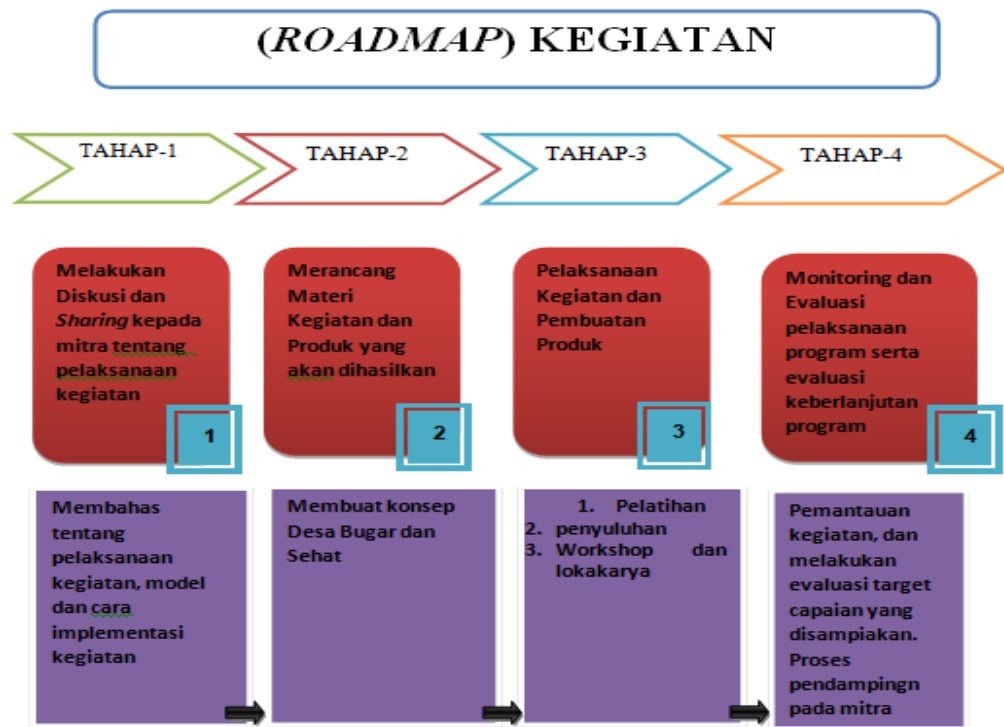 (ROADMAP) KEGIATAN
TAHAP-1
TAHAP-2
TAHAP-3
TAHAP-4
Melakukan
Diskusi dan
Sharing kepada
mitra tentang
pelaksanaan
kegiatan
1
Merancang
Materi
Kegiatan dan
Produk yang
akan dihasilkan
2
Pelaksanaan
Kegiatan dan
Pembuatan
Produk
3
Monitoring dan
Evaluasi
pelaksanaan
program serta
evaluasi
keberlanjutan
program
4
Membahas
tentang
pelaksanaan
kegiatan, model
dan cara
implementasi
kegiatan
Membuat konsep
Desa Bugar dan
Sehat
1. Pelatihan
2. penyuluhan
3. Workshop dan
lokakarya
Pemantauan
kegiatan, dan
melakukan
evaluasi target
capaian yang
disampiakan.
Proses
pendampingn
pada mitra